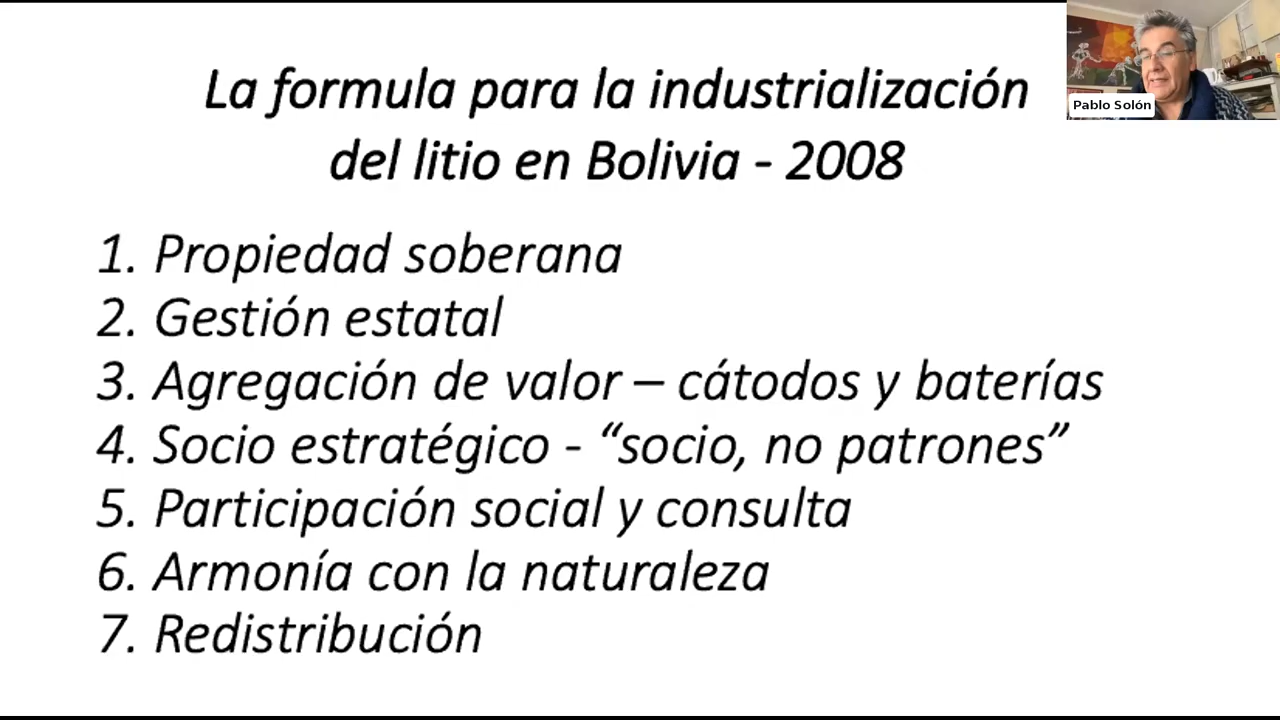 La formula para la industrialización
del litio en Bolivia - 2008
1. Propiedad soberana
2. Gestión estatal
3. Agregación de valor – cátodos y baterías
4. Socio estratégico - “socio, no patrones”
5. Participación social y consulta
6. Armonía con la naturaleza
7. Redistribución
Pablo Solón